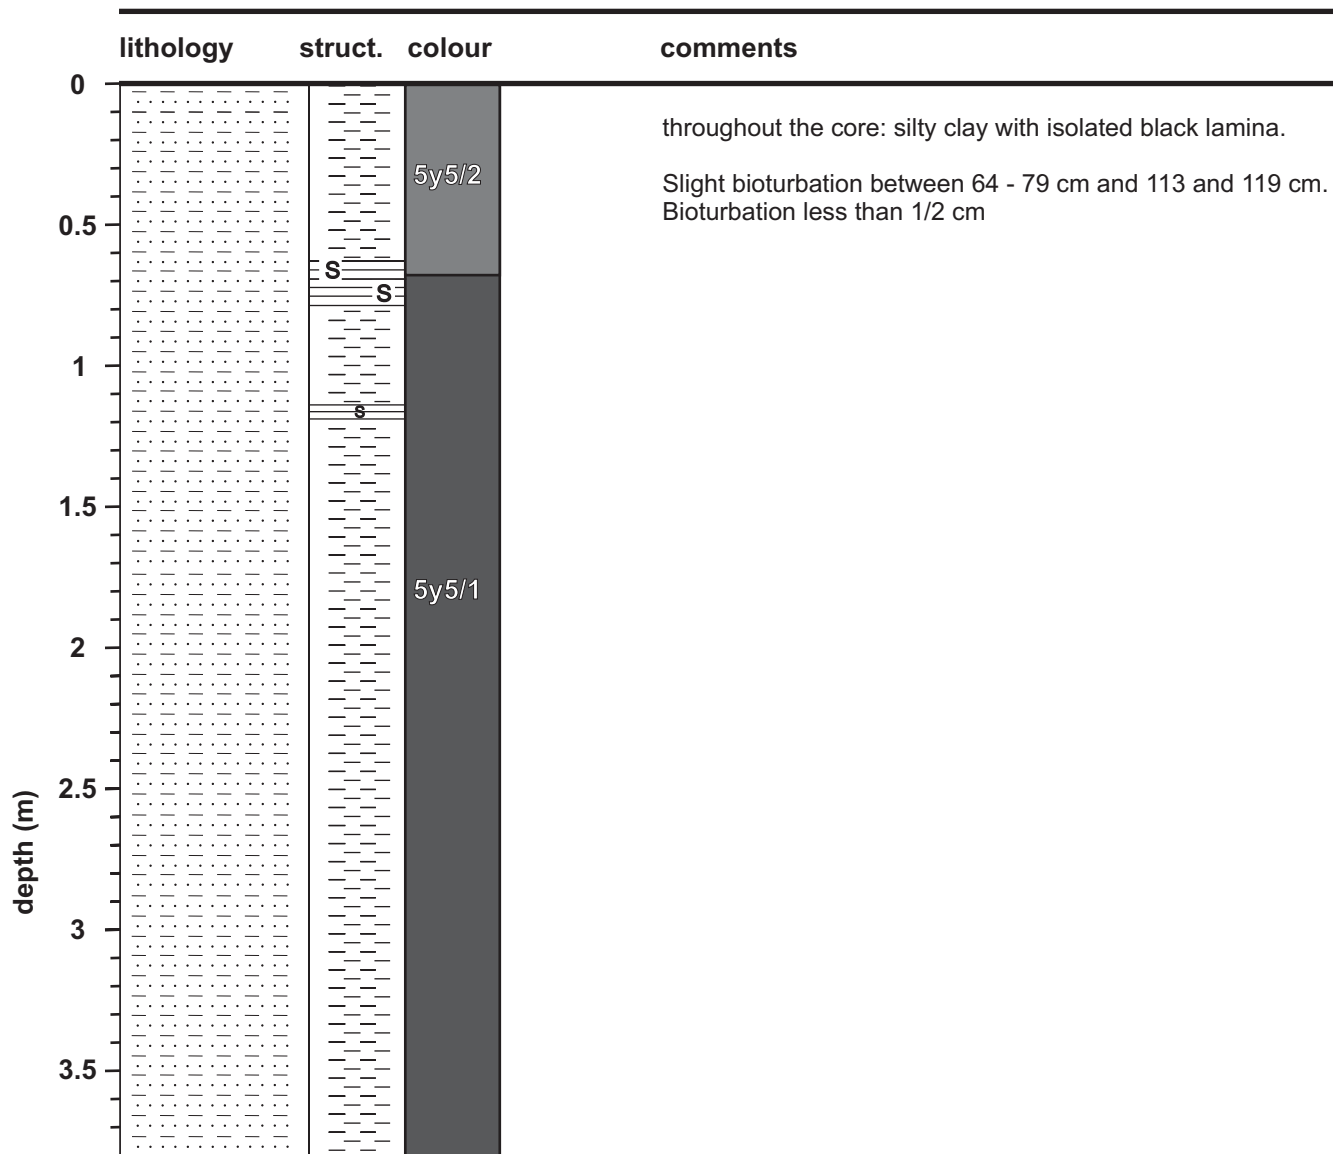 lithology struct. colour comments
0
throughout the core: silty clay with isolated black lamina.
5y5/2
Slight bioturbation between 64 - 79 cm and 113 and 119 cm.
Bioturbation less than 1/2 cm
0.5
S
S
1
s
1.5
5y5/1
2
2.5
depth (m)
3
3.5